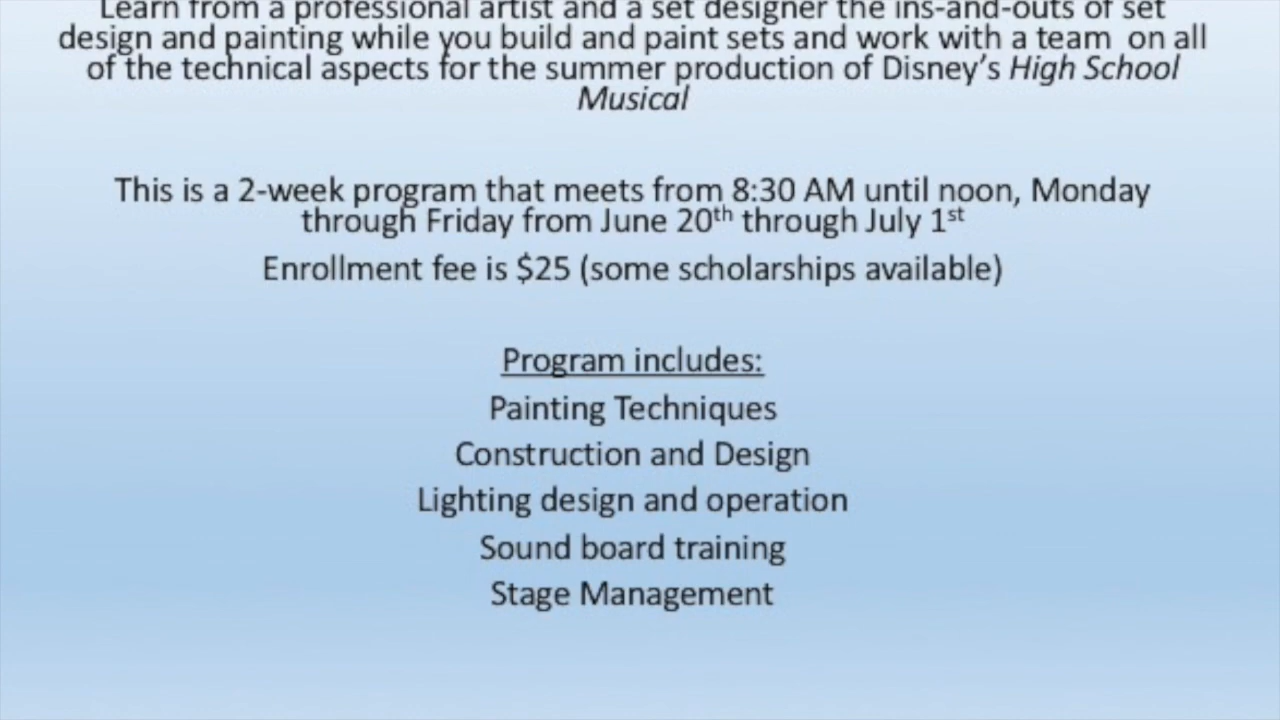 Learn from a professional artist and a set designer the ins-and-outs of set
design and painting while you build and paint sets and work with a team on all
of the technical aspects for the summer production of Disney’s High School
Musical
This is a 2-week program that meets from 8:30 AM until noon, Monday
through Friday from June 20th through July 1st
Enrollment fee is $25 (some scholarships available)
Program includes:
Painting Techniques
Construction and Design
Lighting design and operation
Sound board training
Stage Management